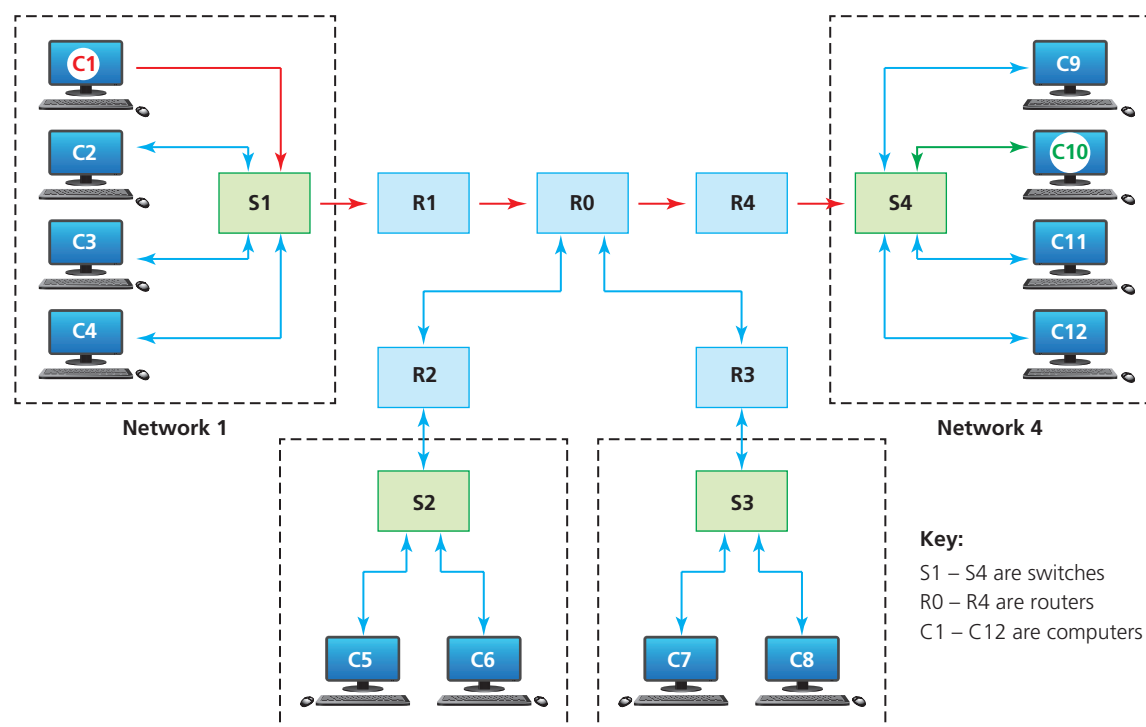 C1
C9
C2
C10
S1
R1
R0
R4
S4
C3
C11
C4
C12
R2
R3
Network 1
Network 4
S2
S3
Key:
S1 – S4 are switches
R0 – R4 are routers
C1 – C12 are computers
C5
C6
C7
C8